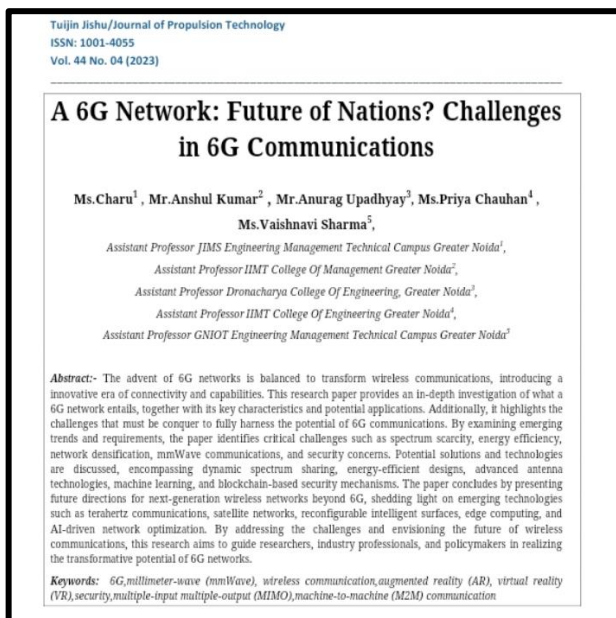 Tuijin Jishu/Journal of Propulsion Technology
ISSN: 1001-4055
Vol. 44 No. 04 (2023)
A 6G Network: Future of Nations? Challenges
in 6G Communications
Ms.Charu1 , Mr.Anshul Kumar2 , Mr.Anurag Upadhyay3, Ms.Priya Chauhan4 ,
Ms.Vaishnavi Sharma5,
Assistant Professor JIMS Engineering Management Technical Campus Greater Noida1,
Assistant Professor IIMT College Of Management Greater Noida2,
Assistant Professor Dronacharya College Of Engineering, Greater Noida3,
Assistant Professor IIMT College Of Engineering Greater Noida4,
Assistant Professor GNIOT Engineering Management Technical Campus Greater Noida5
Abstract:- The advent of 6G networks is balanced to transform wireless communications, introducing a
innovative era of connectivity and capabilities. This research paper provides an in-depth investigation of what a
6G network entails, together with its key characteristics and potential applications. Additionally, it highlights the
challenges that must be conquer to fully harness the potential of 6G communications. By examining emerging
trends and requirements, the paper identifies critical challenges such as spectrum scarcity, energy efficiency,
network densification, mmWave communications, and security concerns. Potential solutions and technologies
are discussed, encompassing dynamic spectrum sharing, energy-efficient designs, advanced antenna
technologies, machine learning, and blockchain-based security mechanisms. The paper concludes by presenting
future directions for next-generation wireless networks beyond 6G, shedding light on emerging technologies
such as terahertz communications, satellite networks, reconfigurable intelligent surfaces, edge computing, and
AI-driven network optimization. By addressing the challenges and envisioning the future of wireless
communications, this research aims to guide researchers, industry professionals, and policymakers in realizing
the transformative potential of 6G networks.
Keywords: 6G,millimeter-wave (mmWave), wireless communication,augmented reality (AR), virtual reality
(VR),security,multiple-input multiple-output (MIMO),machine-to-machine (M2M) communication